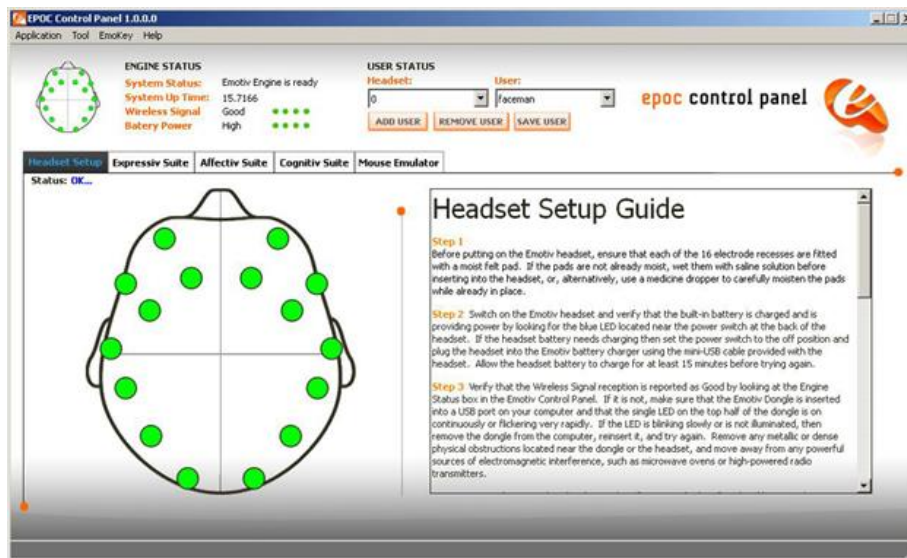 EPOC Control Panel 1.0.0.0
Application Tool EmoKey Help
ENGINE STATUS
System Status: Emotiv Engine is ready
System Up Time: 15.7166
Wireless Signal Good
Batery Power High
USER STATUS
Headset: User:
0 faceman
ADD USER REMOVE USER SAVE USER
epoc control panel
Headset Setup Expressiv Suite Affectiv Suite Cognitiv Suite Mouse Emulator
Status: OK...
Headset Setup Guide
Step 1
Before putting on the Emotiv headset, ensure that each of the 16 electrode recesses are fitted
with a moist felt pad. If the pads are not already moist, wet them with saline solution before
inserting into the headset, or, alternatively, use a medicine dropper to carefully moisten the pads
while already in place.
Step 2 Switch on the Emotiv headset and verify that the built-in battery is charged and is
providing power by looking for the blue LED located near the power switch at the back of the
headset. If the headset battery needs charging then set the power switch to the off position and
plug the headset into the Emotiv battery charger using the mini-USB cable provided with the
headset. Allow the headset battery to charge for at least 15 minutes before trying again.
Step 3 Verify that the Wireless Signal reception is reported as Good by looking at the Engine
Status box in the Emotiv Control Panel. If it is not, make sure that the Emotiv Dongle is inserted
into a USB port on your computer and that the single LED on the top half of the dongle is on
continuously or flickering very rapidly. If the LED is blinking slowly or is not illuminated, then
remove the dongle from the computer, reinsert it, and try again. Remove any metallic or dense
physical obstructions located near the dongle or the headset, and move away from any powerful
sources of electromagnetic interference, such as microwave ovens or high-powered radio
transmitters.